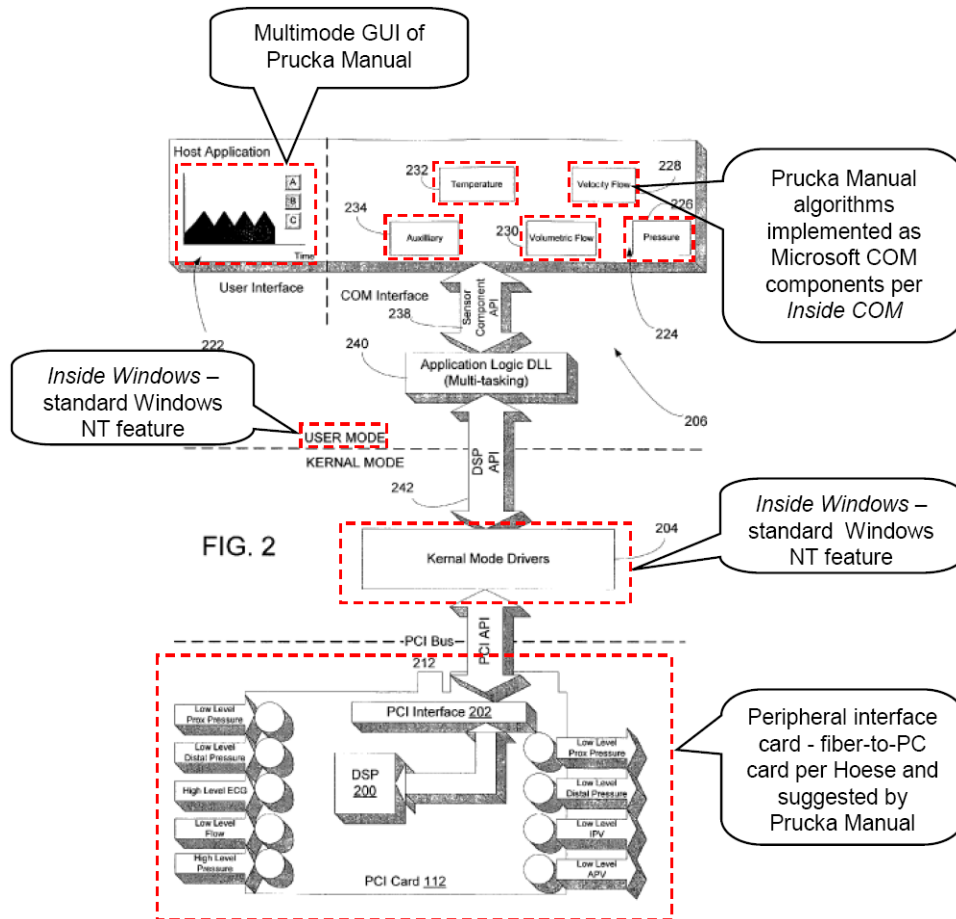 Multimode GUI of
Prucka Manual
Host Application
A
B
C
Time
User Interface
222
232
Temperature
234
Auxilliary
Velocity Flow
228
230
Volumetric Flow
226
Pressure
224
Prucka Manual
algorithms
implemented as
Microsoft COM
components per
Inside COM
COM Interface
238
Sensor
Component
API
240
Application Logic DLL
(Multi-tasking)
206
Inside Windows –
standard Windows
NT feature
USER MODE
KERNAL MODE
DSP
API
242
FIG. 2
204
Kernal Mode Drivers
Inside Windows –
standard Windows
NT feature
PCI Bus
PCI API
212
PCI Interface 202
DSP
200
Low Level
Prox Pressure
Low Level
Distal Pressure
High Level ECG
Low Level
Flow
High Level
Pressure
Low Level
Prox Pressure
Low Level
Distal Pressure
Low Level
IPV
Low Level
APV
PCI Card 112
Peripheral interface
card - fiber-to-PC
card per Hoese and
suggested by
Prucka Manual